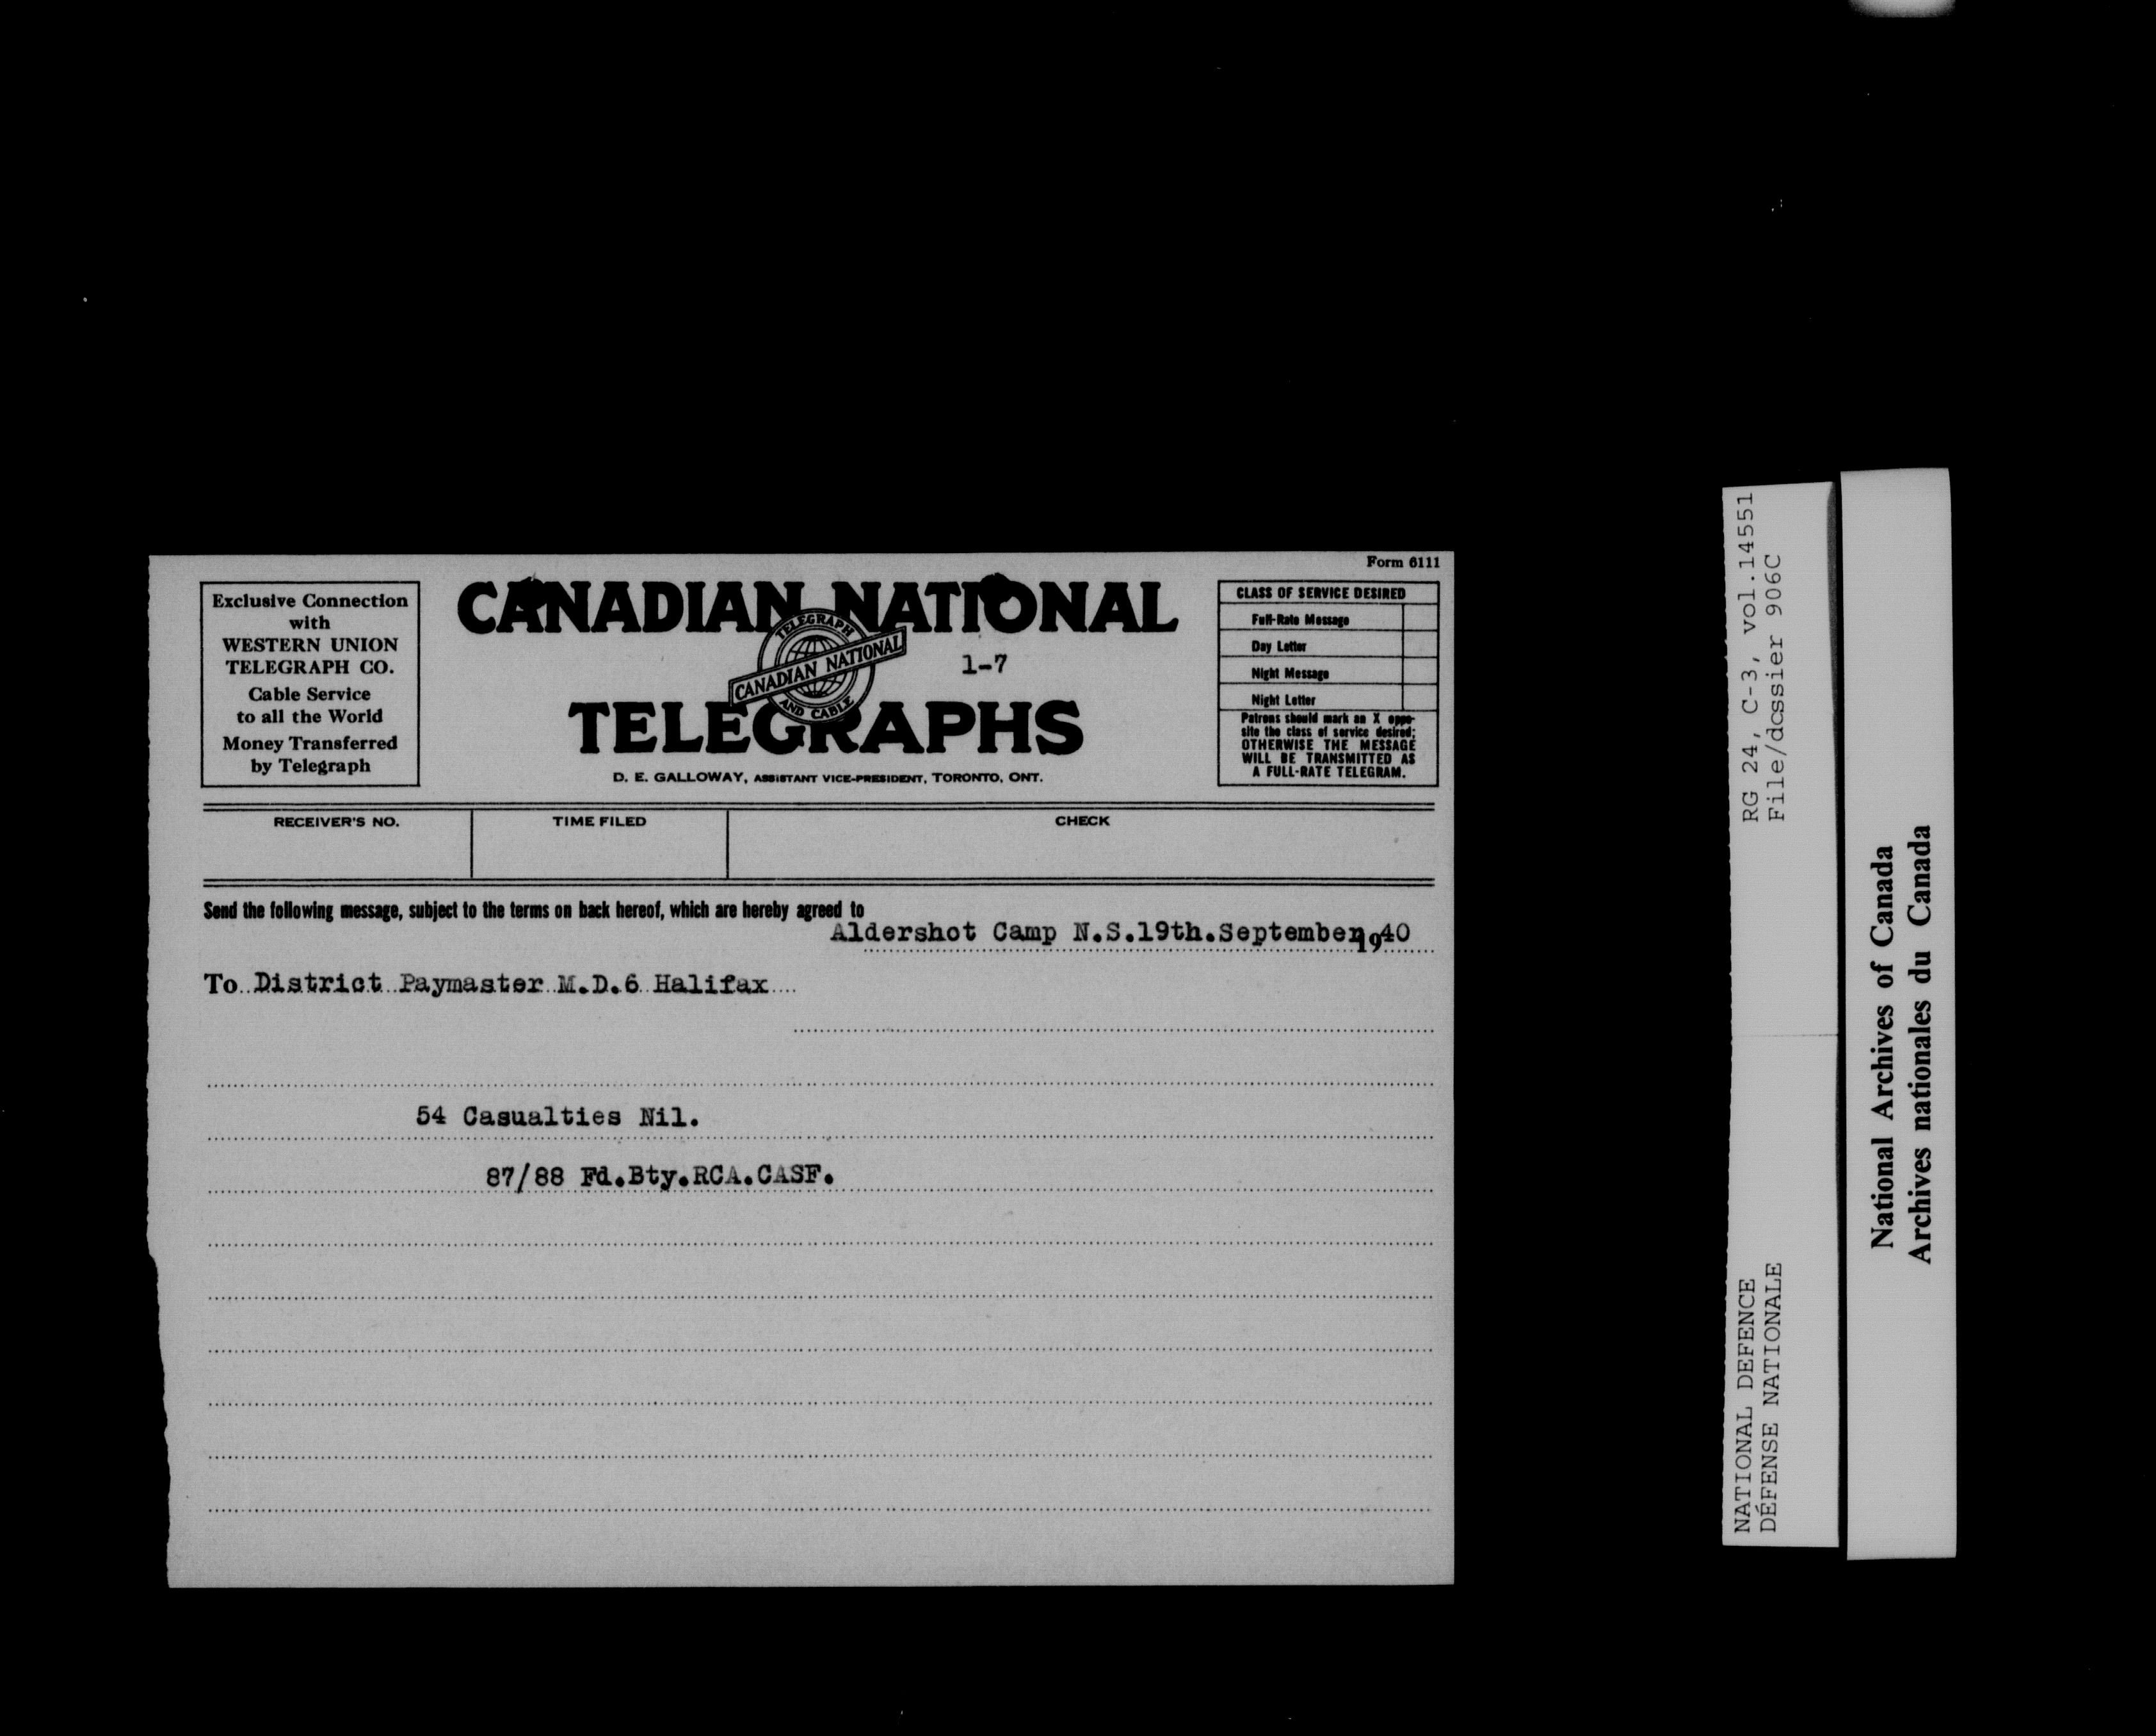 Form 6111
Exclusive Connection
with
WESTERN UNION
TELEGRAPH CO.
Cable Service
to all the World
Money Transferred
by Telegraph
CANADIAN NATIONAL
TELEGRAPH
CANADIAN NATIONAL
AND CABLE
1-7
TELEGRAPHS
D. E. GALLOWAY, ASSISTANT VICE-PRESIDENT, TORONTO, ONT.
CLASS OF SERVICE DESIRED
Full-Rate Message
Day Letter
Night Message
Night Letter
Patrons should mark an X oppo-
site the class of service desired;
OTHERWISE THE MESSAGE
WILL BE TRANSMITTED AS
A FULL-RATE TELEGRAM.
RECEIVER'S NO.
TIME FILED
CHECK
Send the following message, subject to the terms on back hereof, which are hereby agreed to
Aldershot Camp N.S.19th.September 1940
To District Paymaster M.D.6 Halifax
54 Casualties Nil.
87/88 Fd.Bty.RCA.CASF.
RG 24, C-3, vol.14551
File/dossier 906C
NATIONAL DEFENCE
DÉFENSE NATIONALE
National Archives of Canada
Archives nationales du Canada